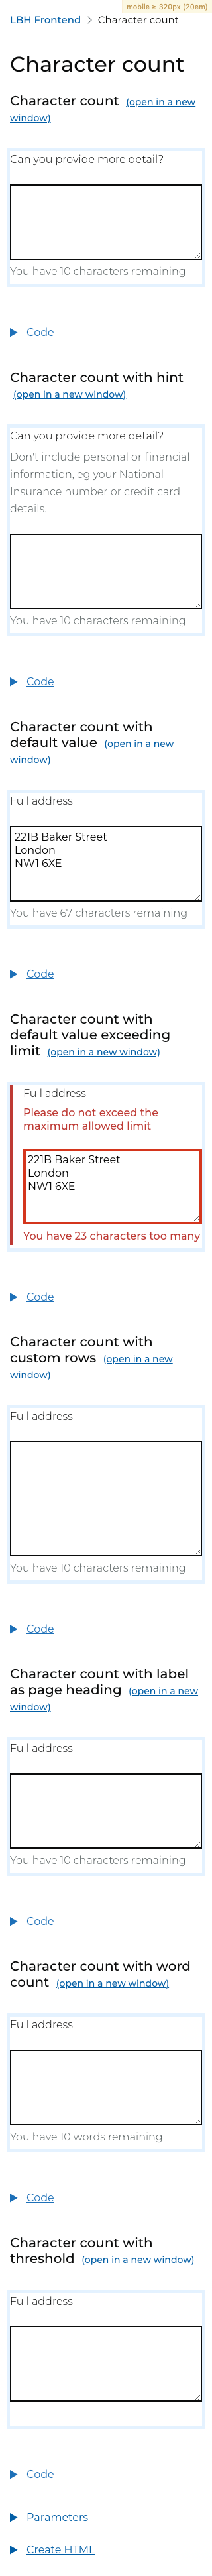 mobile ≥ 320px (20em)
LBH Frontend > Character count
Character count
Character count (open in a new
window)
Can you provide more detail?
You have 10 characters remaining
Code
Character count with hint
(open in a new window)
Can you provide more detail?
Don't include personal or financial
information, eg your National
Insurance number or credit card
details.
You have 10 characters remaining
Code
Character count with
default value (open in a new
window)
Full address
221B Baker Street
London
NW1 6XE
You have 67 characters remaining
Code
Character count with
default value exceeding
limit (open in a new window)
Full address
Please do not exceed the
maximum allowed limit
221B Baker Street
London
NW1 6XE
You have 23 characters too many
Code
Character count with
custom rows (open in a new
window)
Full address
You have 10 characters remaining
Code
Character count with label
as page heading (open in a new
window)
Full address
You have 10 characters remaining
Code
Character count with word
count (open in a new window)
Full address
You have 10 words remaining
Code
Character count with
threshold (open in a new window)
Full address
Code
Parameters
Create HTML